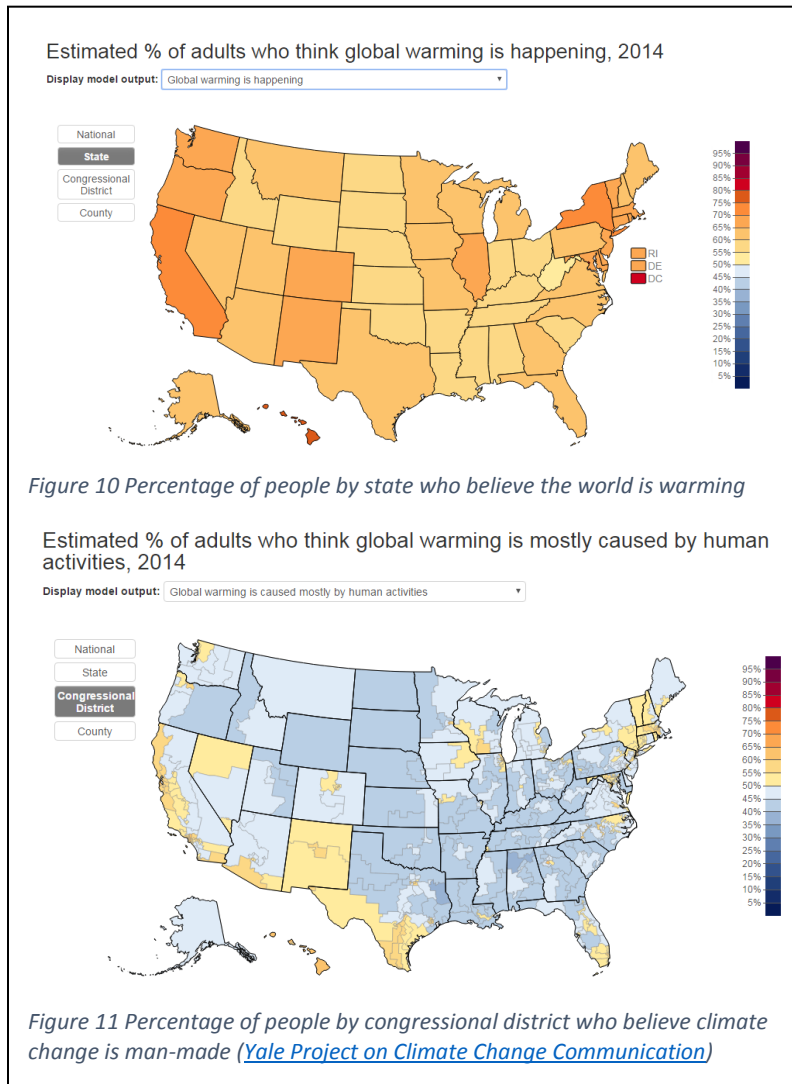 Estimated % of adults who think global warming is happening, 2014
Display model output: Global warming is happening
National
State
Congressional
District
County
95%
90%
85%
80%
75%
70%
65%
60%
55%
50%
45%
40%
35%
30%
25%
20%
15%
10%
5%
RI
DE
DC
Figure 10 Percentage of people by state who believe the world is warming
Estimated % of adults who think global warming is mostly caused by human
activities, 2014
Display model output: Global warming is caused mostly by human activities
National
State
Congressional
District
County
95%
90%
85%
80%
75%
70%
65%
60%
55%
50%
45%
40%
35%
30%
25%
20%
15%
10%
5%
Figure 11 Percentage of people by congressional district who believe climate
change is man-made (Yale Project on Climate Change Communication)